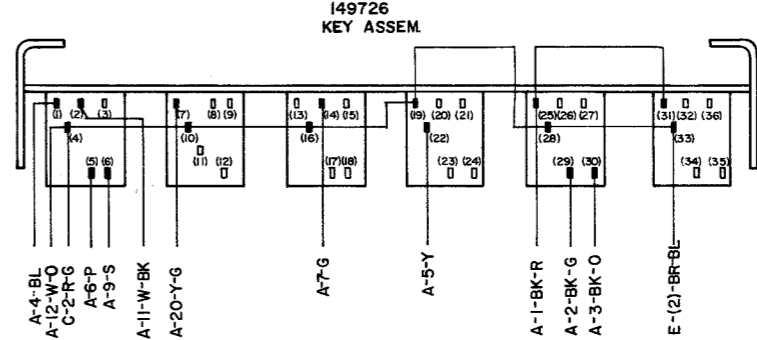 149726
KEY ASSEM.
(1) (2) (3) (7) (8) (9) (13) (14) (15) (19) (20) (21) (25) (26) (27) (31) (32) (36)
(4) (10) (16) (22) (28) (33)
(11)
(5) (6) (12) (17) (18) (23) (24) (29) (30) (34) (35)
A-4-BL
A-12-W-O
C-2-R-G
A-6-P
A-9-S
A-11-W-BK
A-20-Y-G
A-7-G
A-5-Y
A-1-BK-R
A-2-BK-G
A-3-BK-O
E-(2)-BR-BL